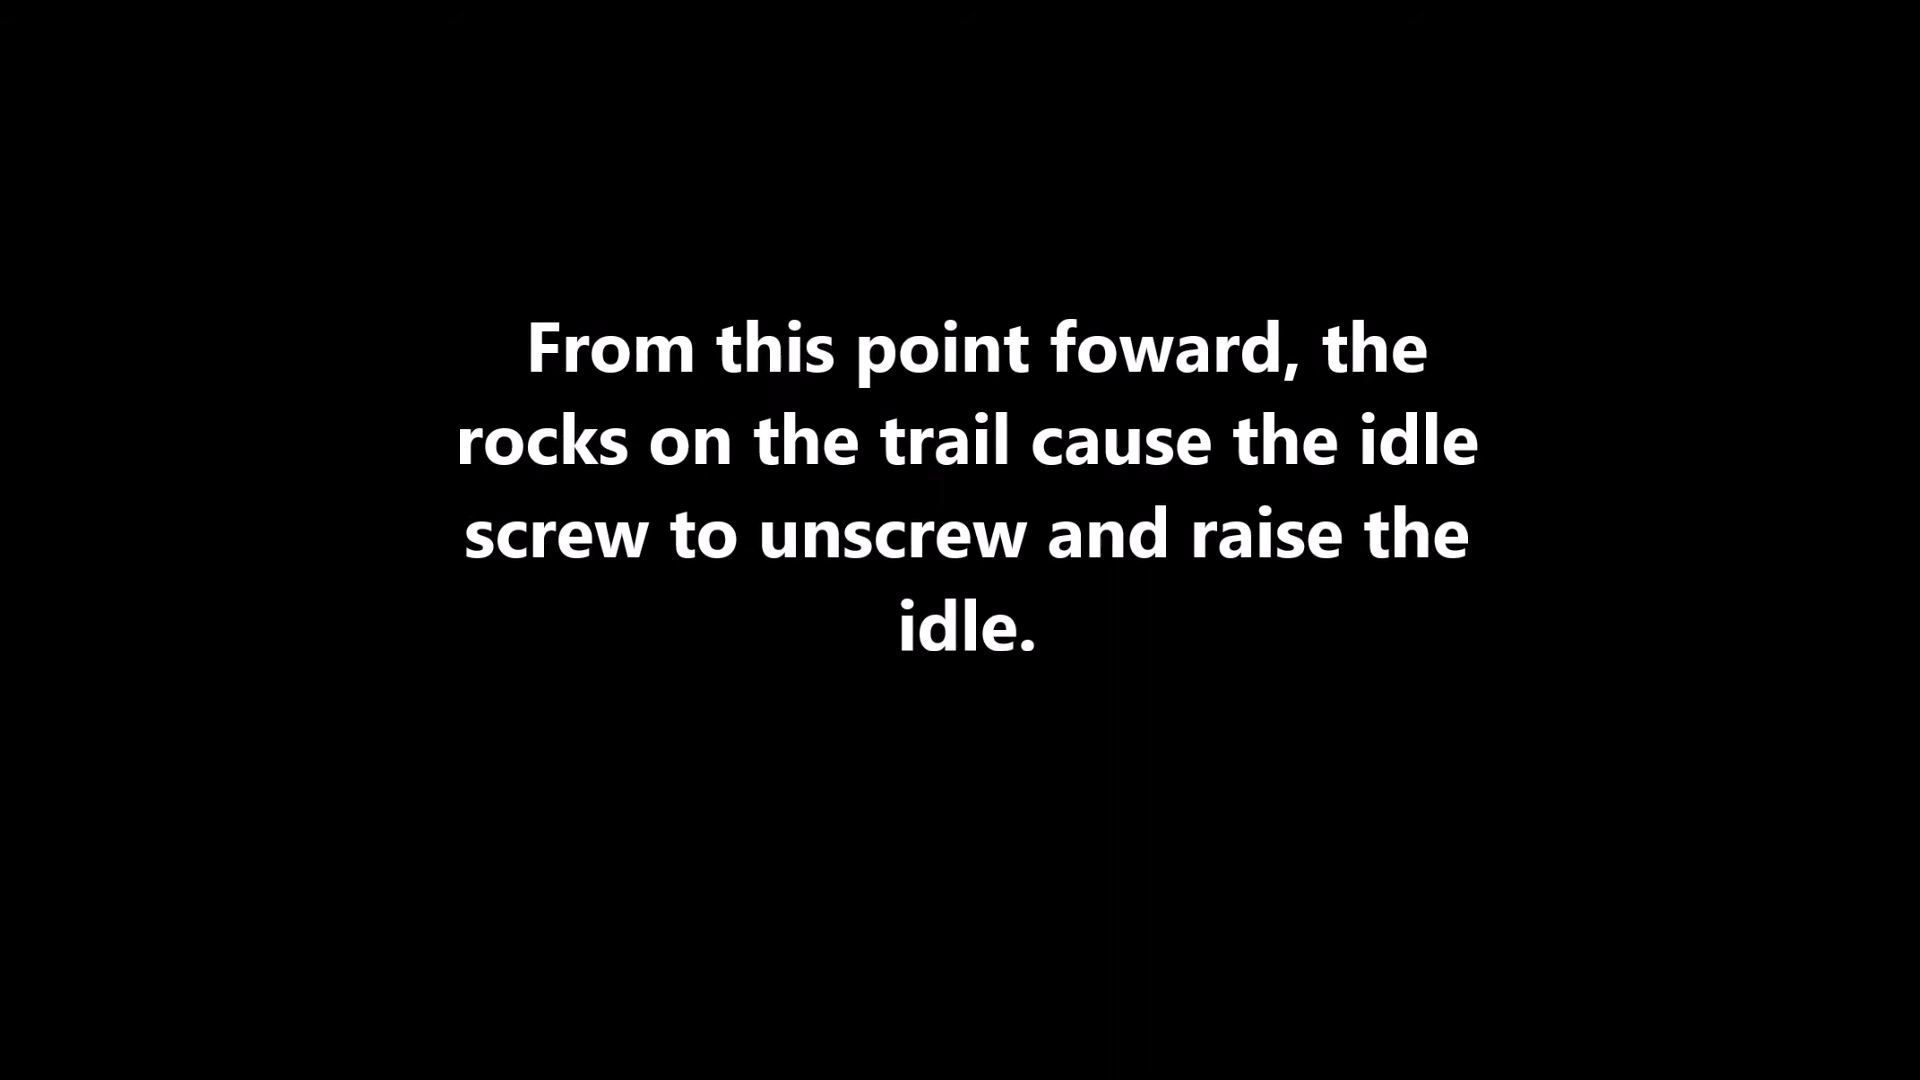 From this point foward, the
rocks on the trail cause the idle
screw to unscrew and raise the
idle.